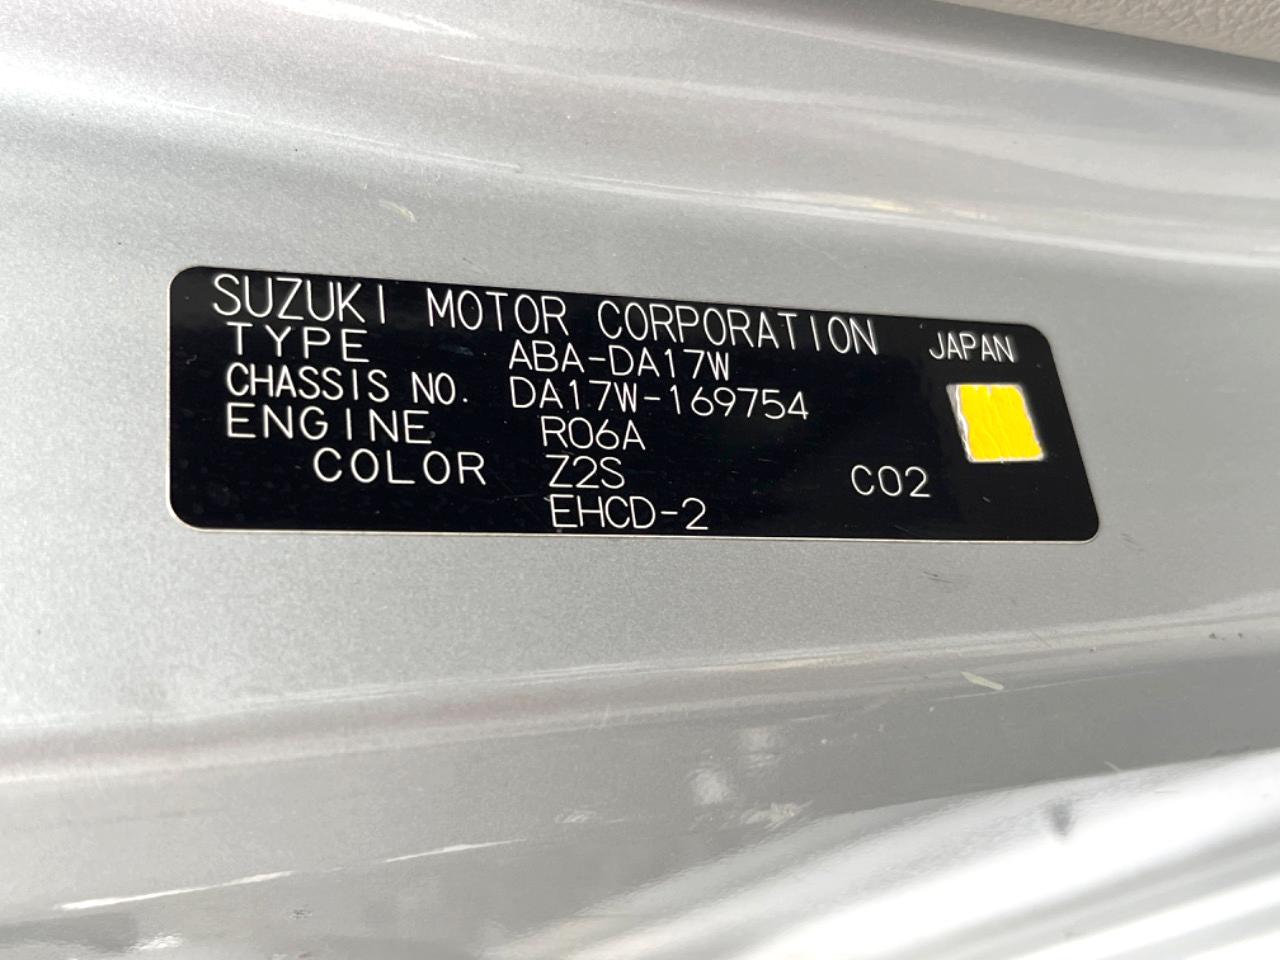 SUZUKI MOTOR CORPORATION JAPAN
TYPE ABA-DA17W
CHASSIS NO. DA17W-169754
ENGINE R06A
COLOR Z2S C02
EHCD-2